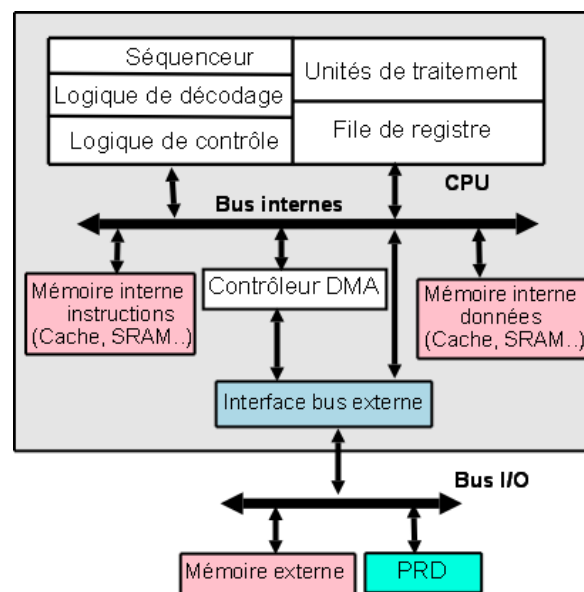 Séquenceur
Logique de décodage
Logique de contrôle
Unités de traitement
File de registre
CPU
Bus internes
Mémoire interne
instructions
(Cache, SRAM..)
Contrôleur DMA
Mémoire interne
données
(Cache, SRAM..)
Interface bus externe
Bus I/O
Mémoire externe
PRD